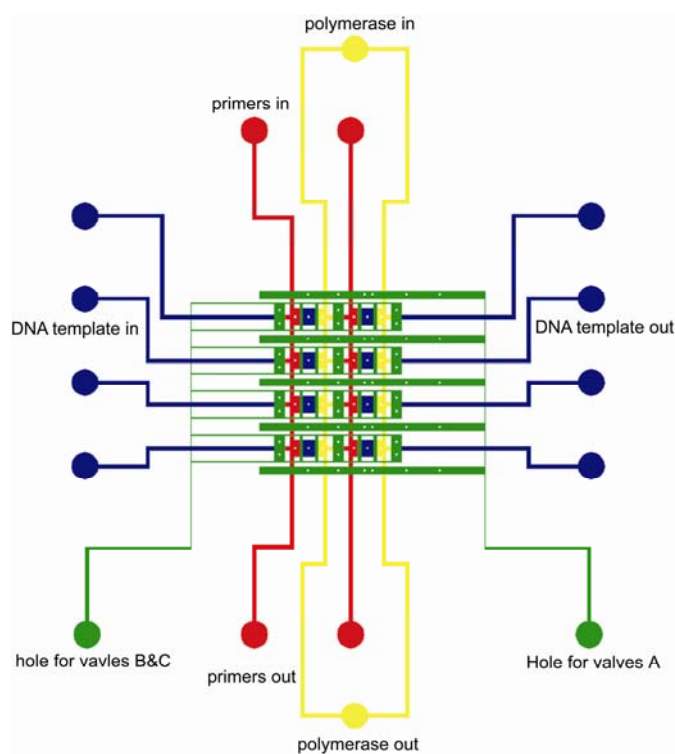 polymerase in
primers in
DNA template in
DNA template out
hole for vavles B&C
Hole for valves A
primers out
polymerase out